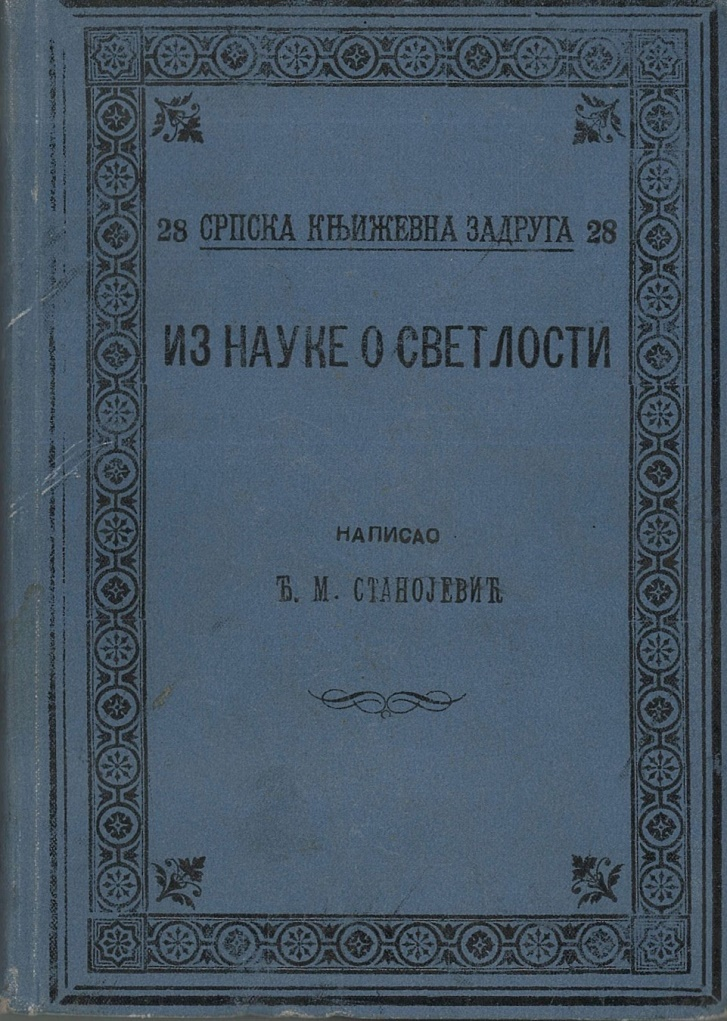 28 СРПСКА КЊИЖЕВНА ЗАДРУГА 28
ИЗ НАУКЕ О СВЕТЛОСТИ
НАПИСАО
Ђ. М. СТАНОЈЕВИЋ